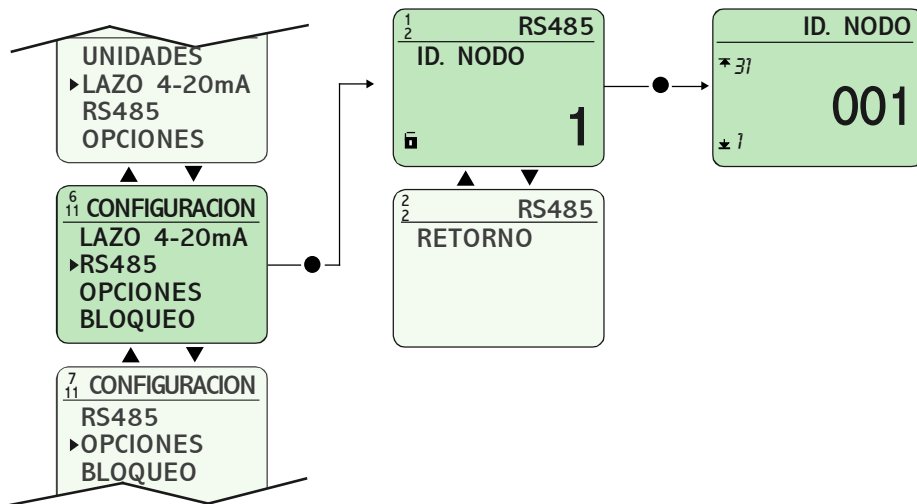 UNIDADES
▸LAZO 4-20mA
RS485
OPCIONES
6
11 CONFIGURACION
LAZO 4-20mA
▸RS485
OPCIONES
BLOQUEO
7
11 CONFIGURACION
RS485
▸OPCIONES
BLOQUEO
1
2 RS485
ID. NODO
1
2
2 RS485
RETORNO
ID. NODO
31
001
1